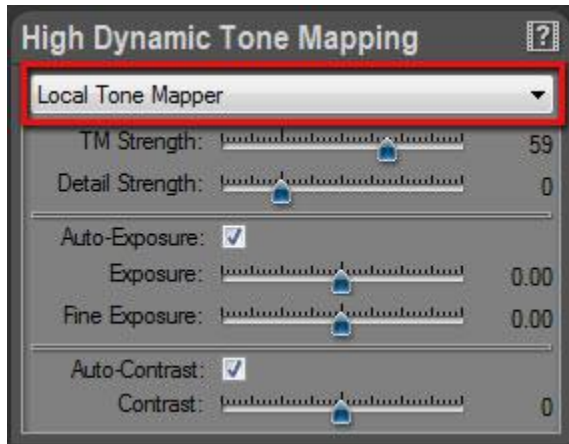 High Dynamic Tone Mapping ?
Local Tone Mapper
TM Strength: 59
Detail Strength: 0
Auto-Exposure:
Exposure: 0.00
Fine Exposure: 0.00
Auto-Contrast:
Contrast: 0